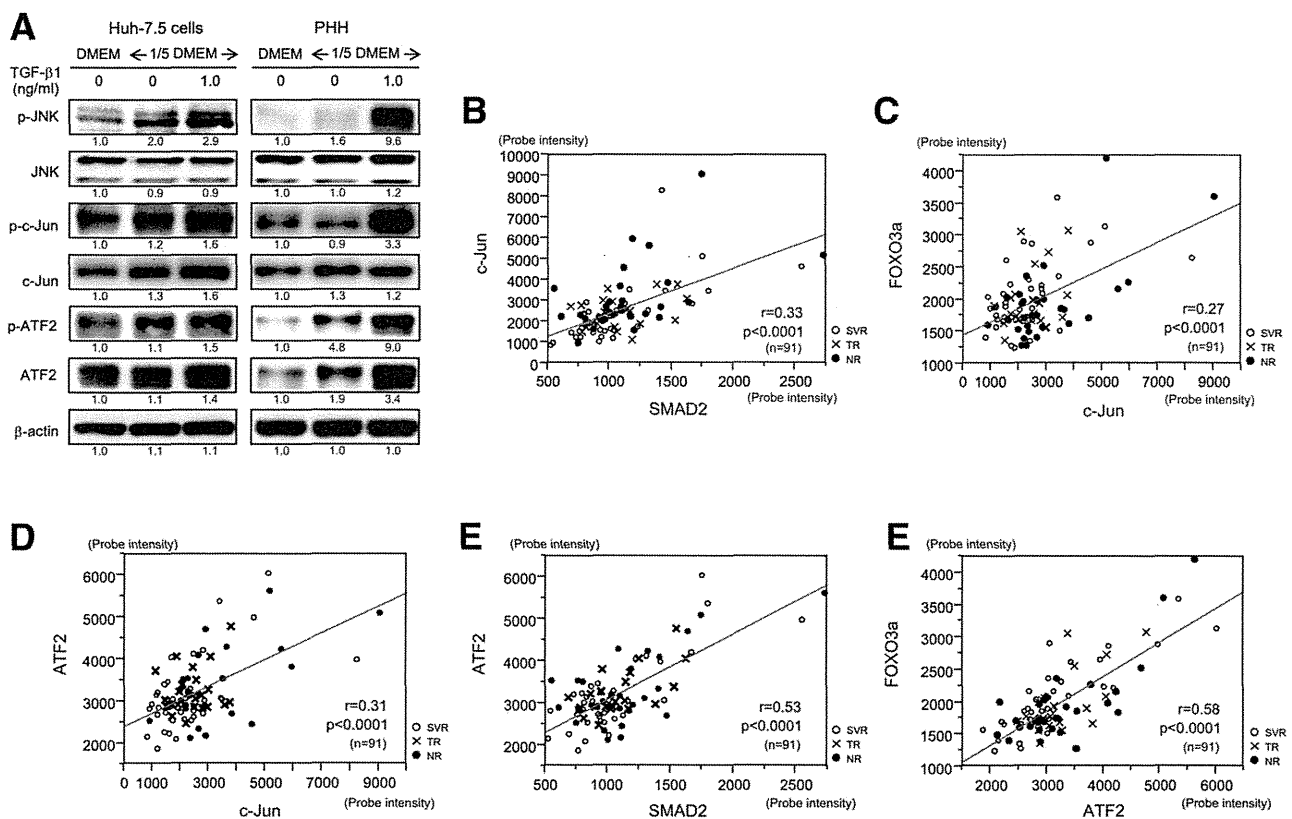 A
Huh-7.5 cells PHH
DMEM ← 1/5 DMEM → DMEM ← 1/5 DMEM →
TGF-β1 (ng/ml) 0 0 1.0 0 0 1.0
p-JNK
1.0 2.0 2.9 1.0 1.6 9.6
JNK
1.0 0.9 0.9 1.0 1.0 1.2
p-c-Jun
1.0 1.2 1.6 1.0 0.9 3.3
c-Jun
1.0 1.3 1.6 1.0 1.3 1.2
p-ATF2
1.0 1.1 1.5 1.0 4.8 9.0
ATF2
1.0 1.1 1.4 1.0 1.9 3.4
β-actin
1.0 1.1 1.1 1.0 1.0 1.0
B
(Probe intensity)
10000
9000
8000
7000
6000
5000
4000
3000
2000
1000
0
c-Jun
r=0.33
p<0.0001
(n=91)
○ SVR
× TR
● NR
500 1000 1500 2000 2500
SMAD2
(Probe intensity)
C
(Probe intensity)
4000
3500
3000
2500
2000
1500
1000
FOXO3a
r=0.27
p<0.0001
(n=91)
○ SVR
× TR
● NR
0 1000 3000 5000 7000 9000
(Probe intensity)
c-Jun
D
(Probe intensity)
6000
5000
4000
3000
2000
ATF2
r=0.31
p<0.0001
(n=91)
○ SVR
× TR
● NR
0 1000 3000 5000 7000 9000
c-Jun
(Probe intensity)
E
(Probe intensity)
6000
5000
4000
3000
2000
1500
ATF2
r=0.53
p<0.0001
(n=91)
○ SVR
× TR
● NR
500 1000 1500 2000 2500
SMAD2
(Probe intensity)
E
(Probe intensity)
4000
3500
3000
2500
2000
1500
1000
FOXO3a
r=0.58
p<0.0001
(n=91)
○ SVR
× TR
● NR
2000 3000 4000 5000 6000
ATF2
(Probe intensity)